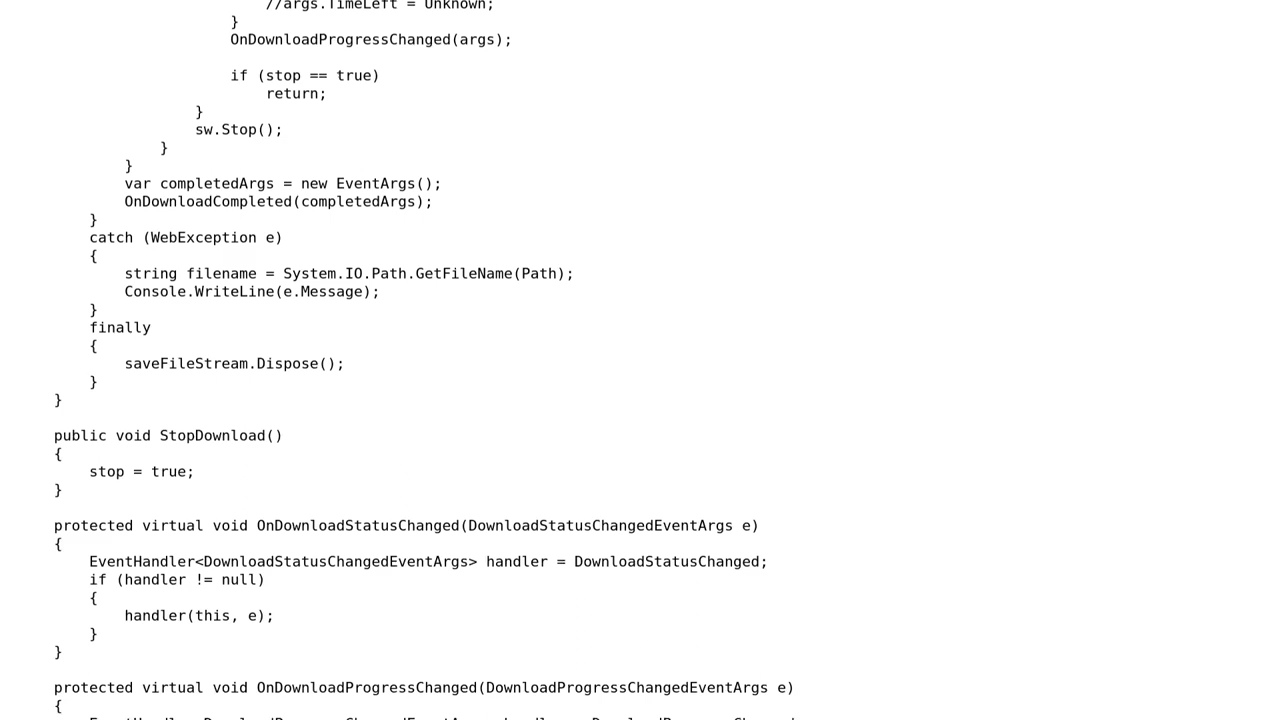 //args.TimeLeft = Unknown;
}
OnDownloadProgressChanged(args);
if (stop == true)
return;
}
sw.Stop();
}
}
var completedArgs = new EventArgs();
OnDownloadCompleted(completedArgs);
}
catch (WebException e)
{
string filename = System.IO.Path.GetFileName(Path);
Console.WriteLine(e.Message);
}
finally
{
saveFileStream.Dispose();
}
}
public void StopDownload()
{
stop = true;
}
protected virtual void OnDownloadStatusChanged(DownloadStatusChangedEventArgs e)
{
EventHandler<DownloadStatusChangedEventArgs> handler = DownloadStatusChanged;
if (handler != null)
{
handler(this, e);
}
}
protected virtual void OnDownloadProgressChanged(DownloadProgressChangedEventArgs e)
{